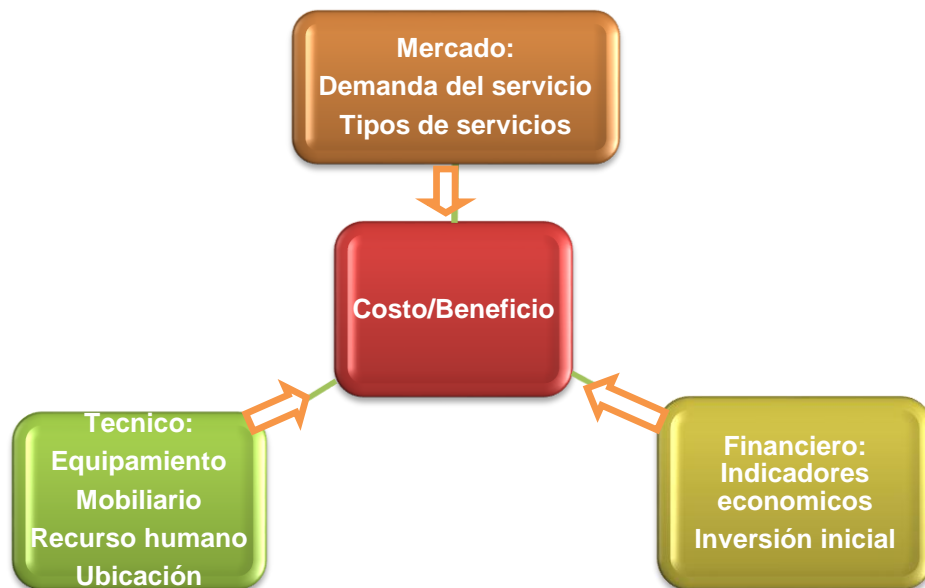 Mercado:
Demanda del servicio
Tipos de servicios
Costo/Beneficio
Tecnico:
Equipamiento
Mobiliario
Recurso humano
Ubicación
Financiero:
Indicadores
economicos
Inversión inicial